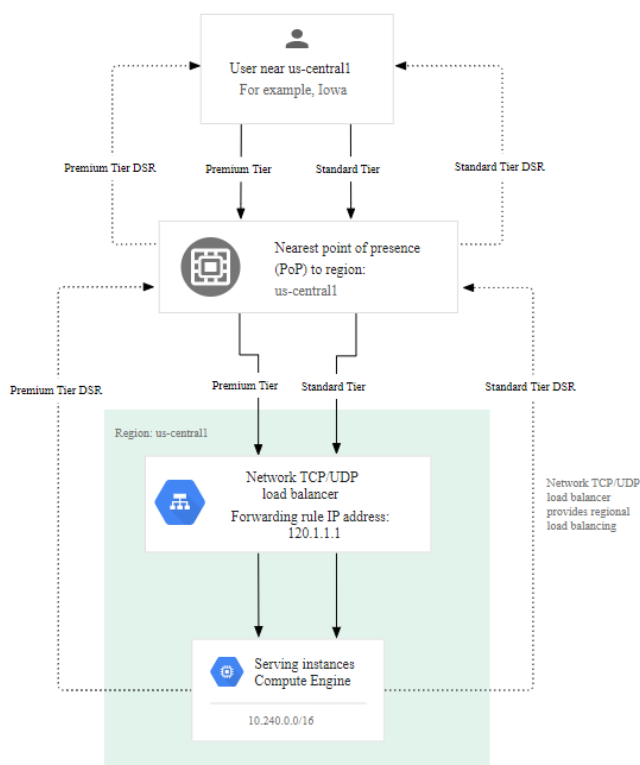 User near us-central1
For example, Iowa
Premium Tier DSR
Premium Tier
Standard Tier
Standard Tier DSR
Nearest point of presence
(PoP) to region:
us-central1
Premium Tier DSR
Premium Tier
Standard Tier
Standard Tier DSR
Region: us-central1
Network TCP/UDP
load balancer
Forwarding rule IP address:
120.1.1.1
Network TCP/UDP
load balancer
provides regional
load balancing
Serving instances
Compute Engine
10.240.0.0/16